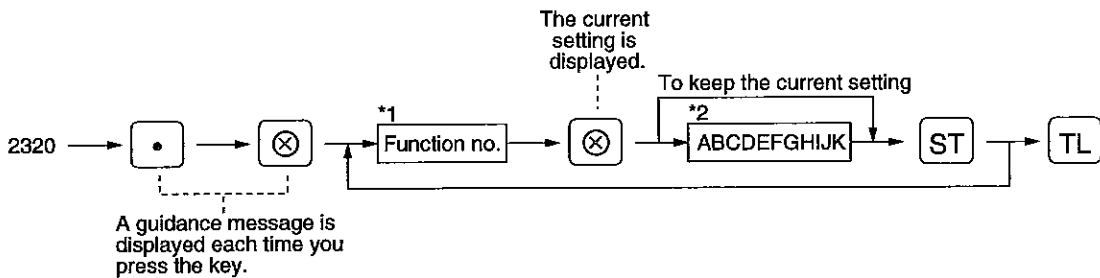 The current
setting is
displayed.
To keep the current setting
*1
*2
2320
•
⊗
Function no.
⊗
ABCDEFGHIJK
ST
TL
A guidance message is
displayed each time you
press the key.